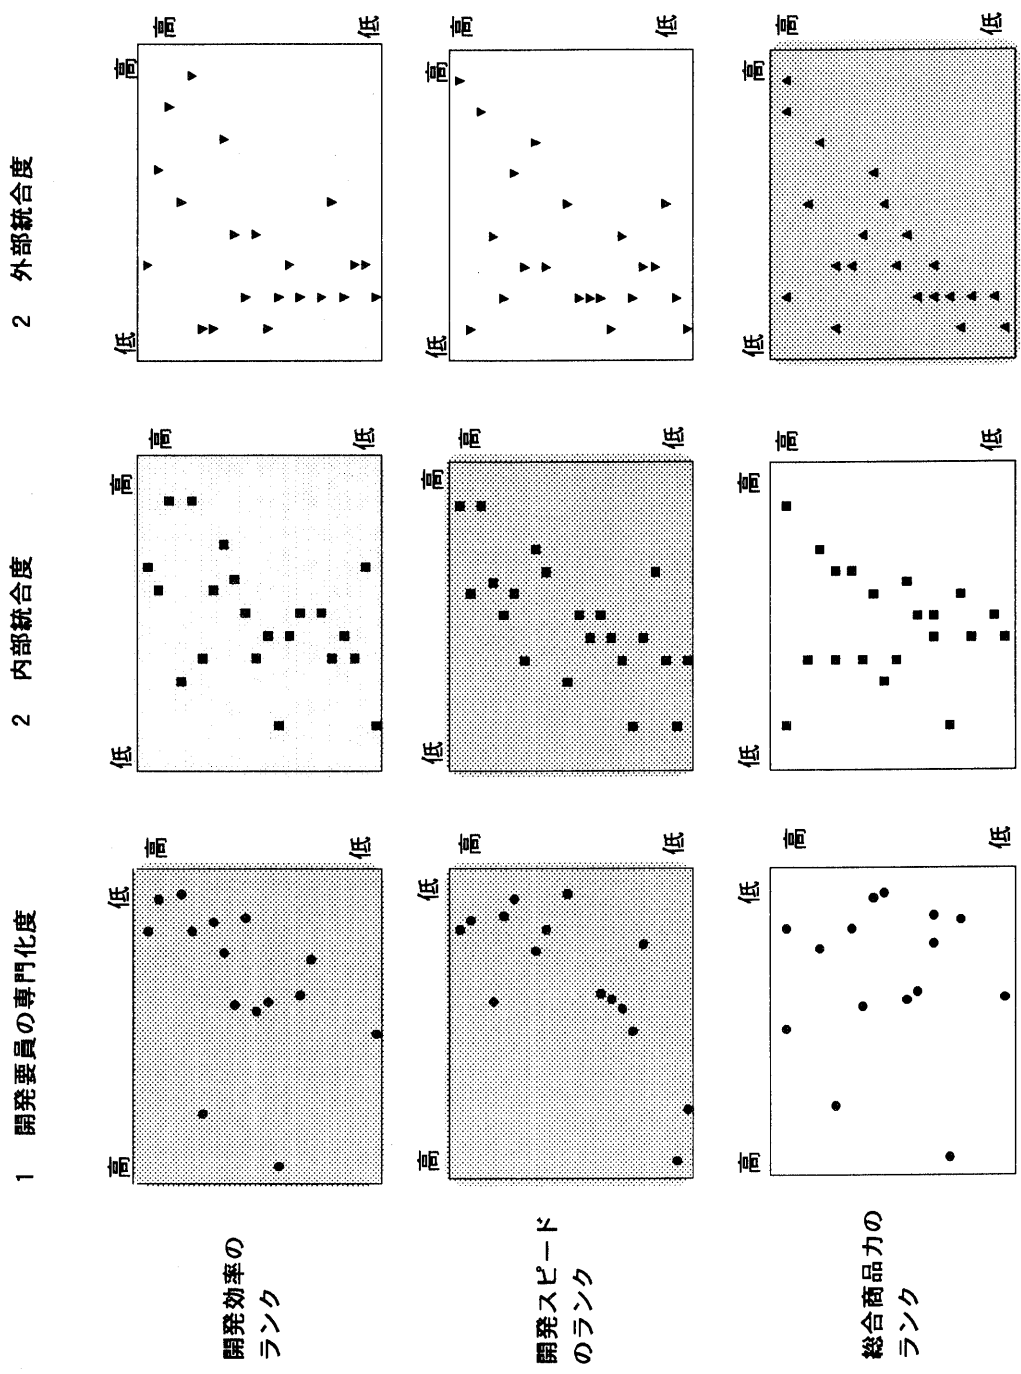 1 開発要員の専門化度
2 内部統合度
2 外部統合度
高 低 低 高 低 高
高 高 高
開発効率の
ランク
低 低 低
高 低 低 高 低 高
高 高 高
開発スピード
のランク
低 低 低
高 低 低 高 低 高
高 高 高
総合商品力の
ランク
低 低 低